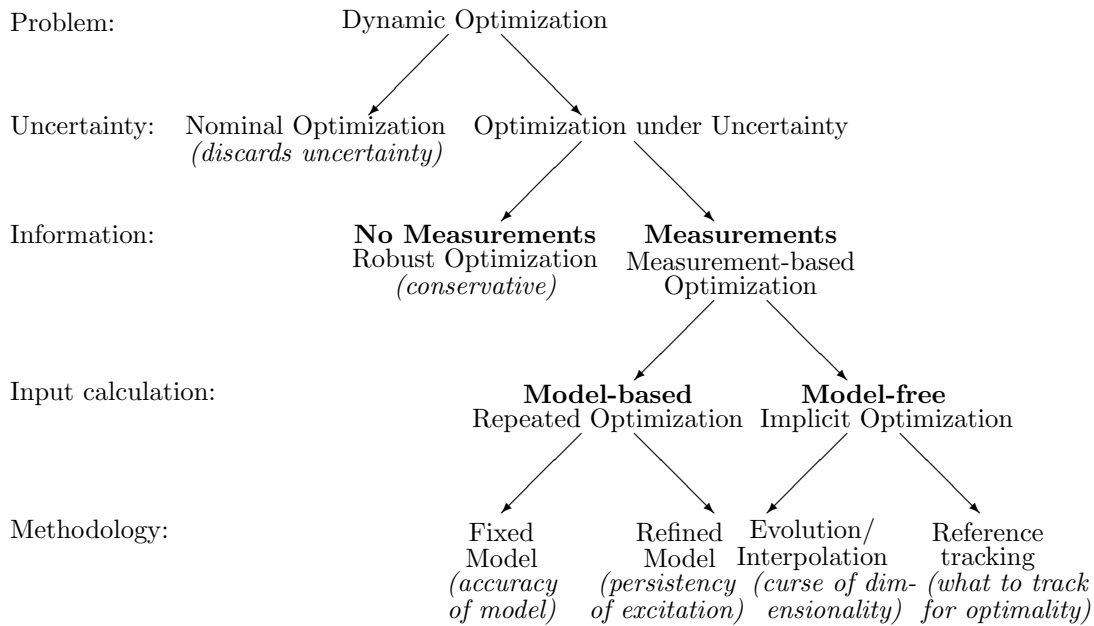 Problem:
Dynamic Optimization
Uncertainty:
Nominal Optimization
(discards uncertainty)
Optimization under Uncertainty
Information:
No Measurements
Robust Optimization
(conservative)
Measurements
Measurement-based
Optimization
Input calculation:
Model-based
Repeated Optimization
Model-free
Implicit Optimization
Methodology:
Fixed
Model
(accuracy
of model)
Refined
Model
(persistency
of excitation)
Evolution/
Interpolation
(curse of dim-
ensionality)
Reference
tracking
(what to track
for optimality)